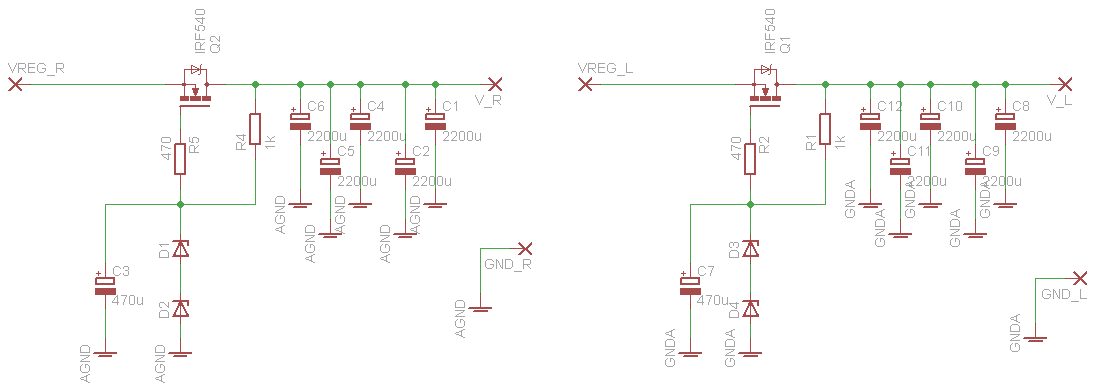 IRF540
Q2
VREG_R
V_R
470
R5
R4
1k
C6
2200u
C5
2200u
C4
2200u
C2
2200u
C1
2200u
AGND
AGND
AGND
AGND
AGND
D1
D2
C3
470u
AGND
AGND
GND_R
AGND
IRF540
Q1
VREG_L
V_L
470
R2
R1
1k
C12
2200u
C11
2200u
C10
2200u
C9
2200u
C8
2200u
GNDA
GNDA
GNDA
GNDA
GNDA
D3
D4
C7
470u
GNDA
GNDA
GND_L
GNDA